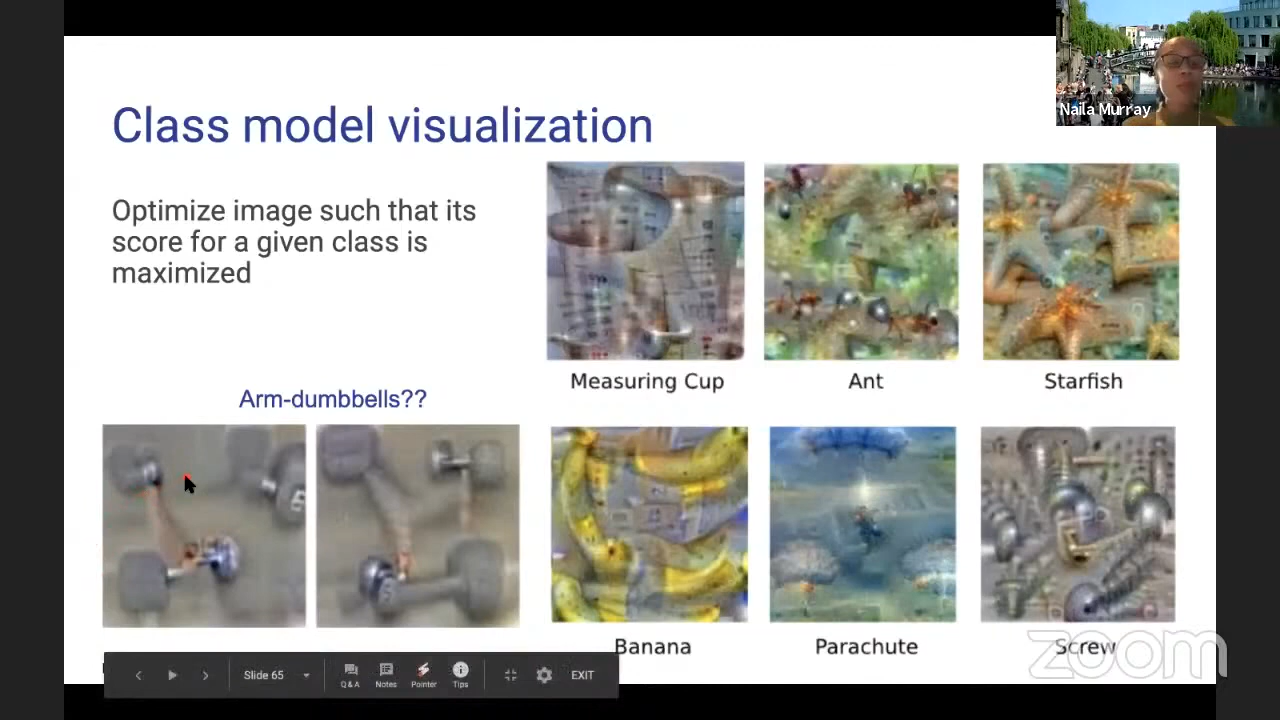 Naila Murray
Class model visualization
Optimize image such that its
score for a given class is
maximized
Measuring Cup
Ant
Starfish
Arm-dumbbells??
Banana
Parachute
Screw
Slide 65
Q&A
Notes
Pointer
Tips
EXIT
zoom